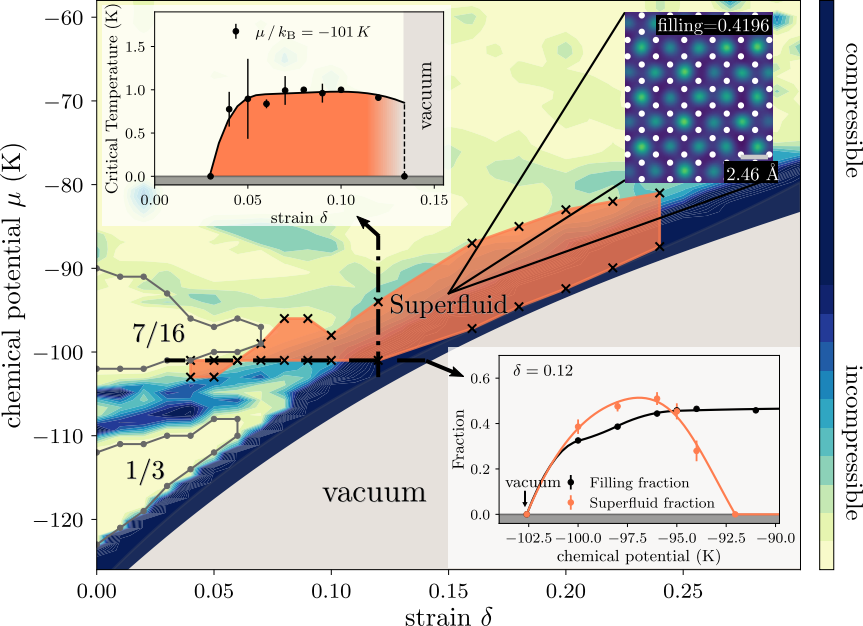 −60
−70
−80
−90
−100
−110
−120
chemical potential μ (K)
0.00
0.05
0.10
0.15
0.20
0.25
strain δ
Critical Temperature (K)
1.5
1.0
0.5
0.0
0.00
0.05
0.10
0.15
strain δ
μ / k_B = −101 K
vacuum
filling=0.4196
2.46 Å
compressible
incompressible
Superfluid
7/16
1/3
vacuum
δ = 0.12
Fraction
0.6
0.4
0.2
0.0
vacuum
Filling fraction
Superfluid fraction
−102.5
−100.0
−97.5
−95.0
−92.5
−90.0
chemical potential (K)